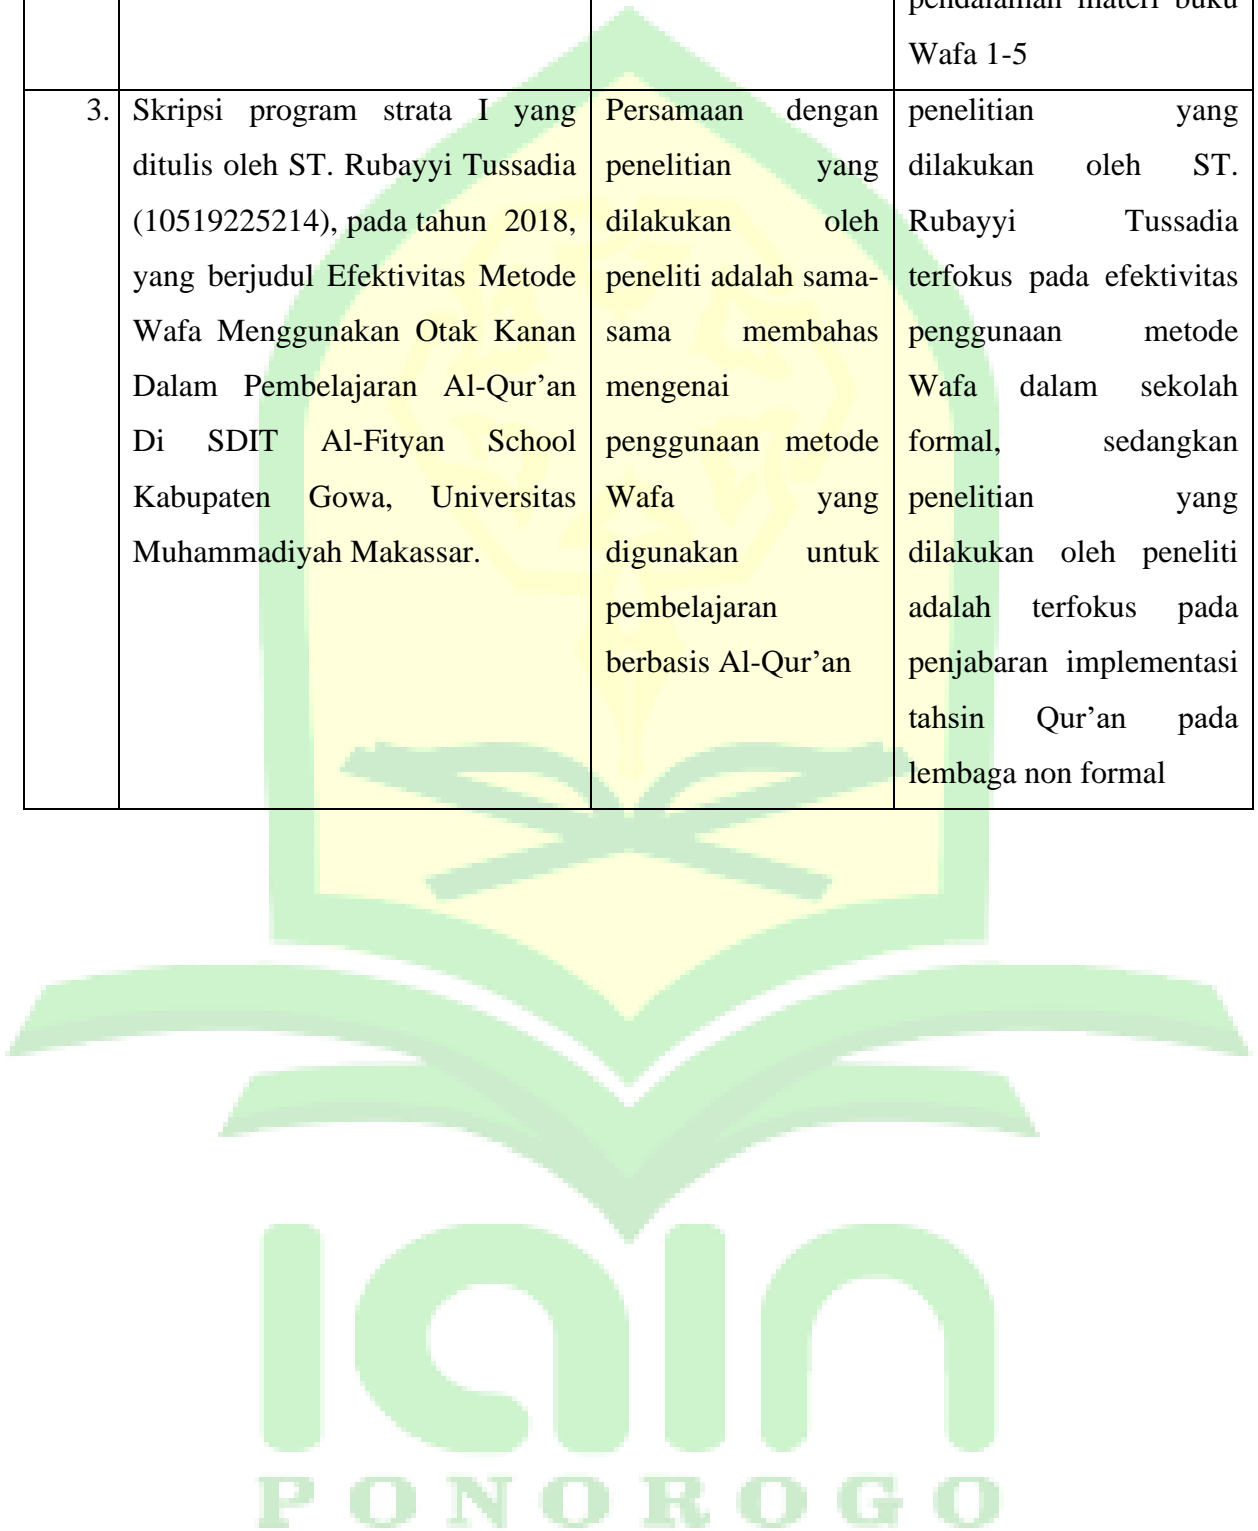 pendalaman materi buku
Wafa 1-5
3.
Skripsi program strata I yang
ditulis oleh ST. Rubayyi Tussadia
(10519225214), pada tahun 2018,
yang berjudul Efektivitas Metode
Wafa Menggunakan Otak Kanan
Dalam Pembelajaran Al-Qur’an
Di SDIT Al-Fityan School
Kabupaten Gowa, Universitas
Muhammadiyah Makassar.
Persamaan dengan
penelitian yang
dilakukan oleh
peneliti adalah sama-
sama membahas
mengenai
penggunaan metode
Wafa yang
digunakan untuk
pembelajaran
berbasis Al-Qur’an
penelitian yang
dilakukan oleh ST.
Rubayyi Tussadia
terfokus pada efektivitas
penggunaan metode
Wafa dalam sekolah
formal, sedangkan
penelitian yang
dilakukan oleh peneliti
adalah terfokus pada
penjabaran implementasi
tahsin Qur’an pada
lembaga non formal
iain
PONOROGO